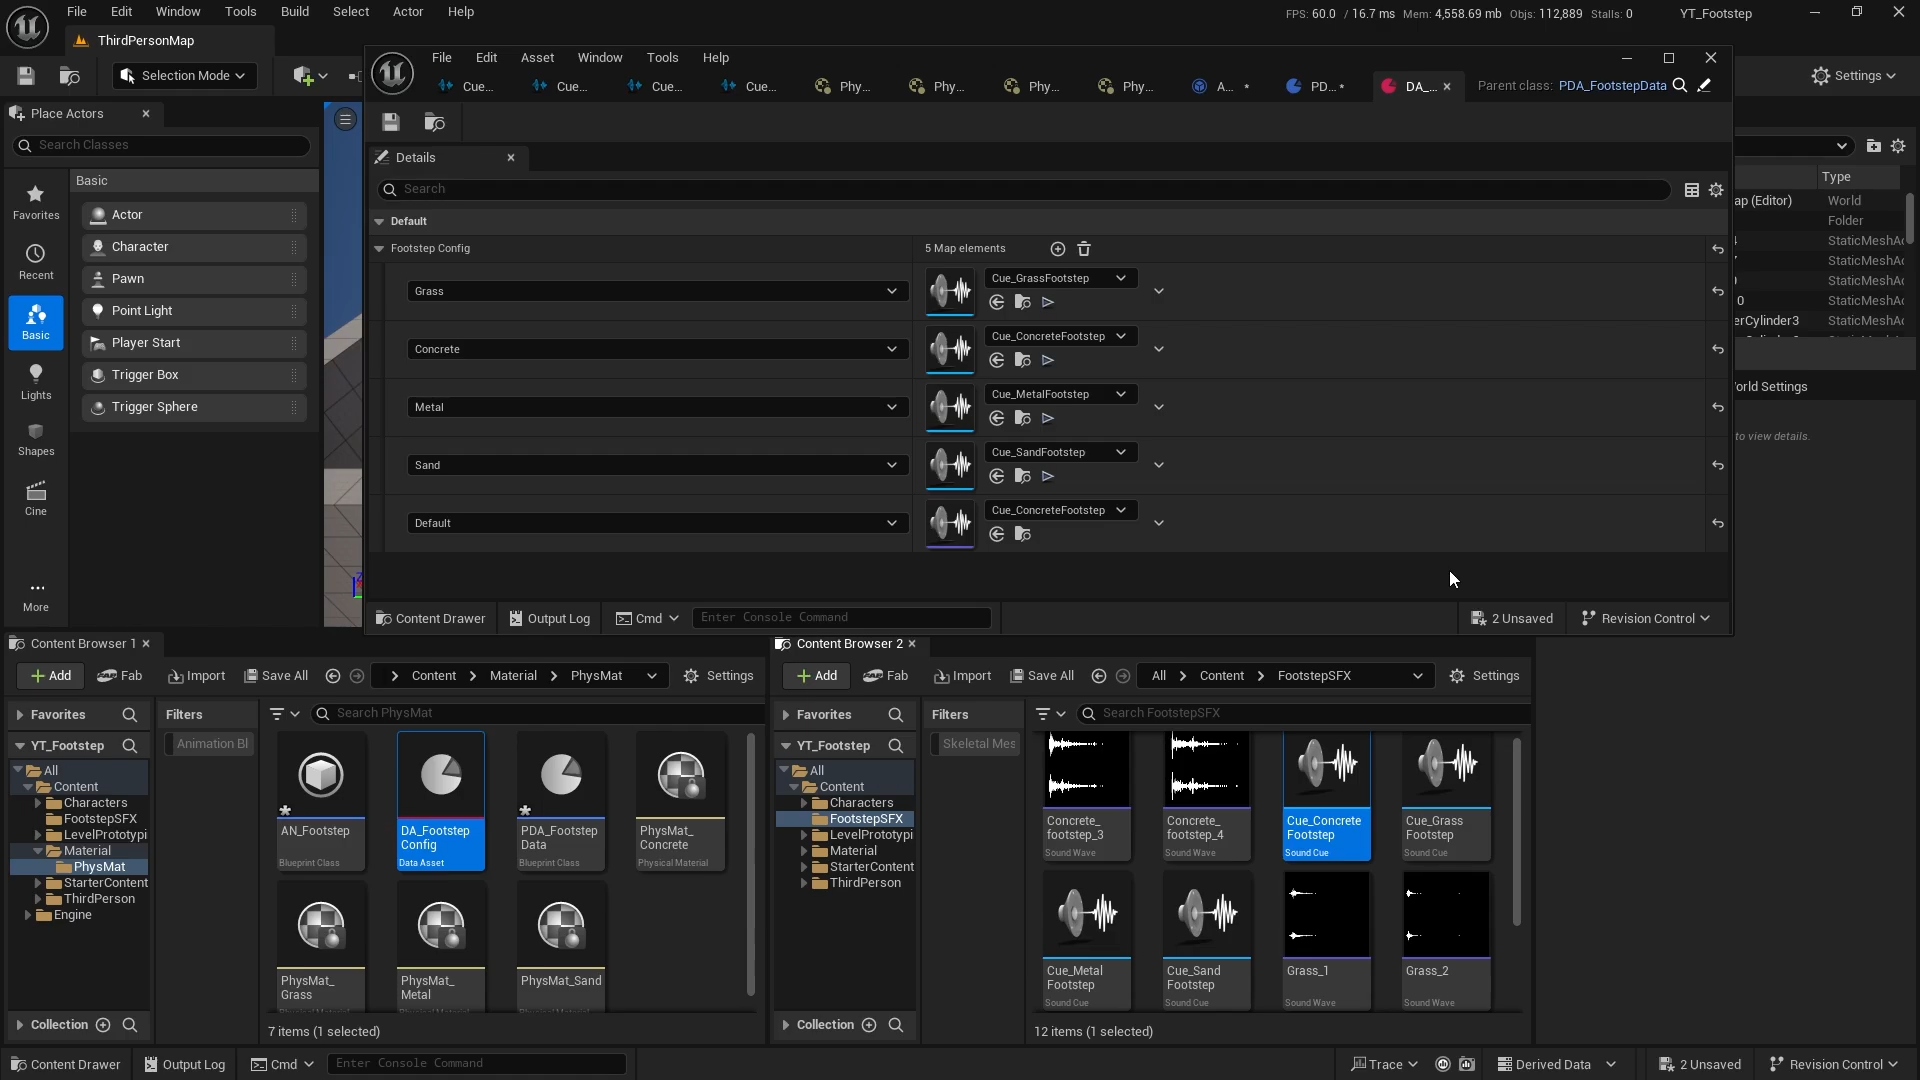 File Edit Window Tools Build Select Actor Help
FPS: 60.0 / 16.7 ms Mem: 4,558.69 mb Objs: 112,889 Stalls: 0
YT_Footstep
ThirdPersonMap
Selection Mode
Settings
File Edit Asset Window Tools Help
Cue... Cue... Cue... Cue... Phy... Phy... Phy... Phy... A... * PD... * DA_...
Parent class: PDA_FootstepData
Place Actors
Search Classes
Basic
Favorites
Recent
Basic
Lights
Shapes
Cine
More
Actor
Character
Pawn
Point Light
Player Start
Trigger Box
Trigger Sphere
Details
Search
Default
Footstep Config
5 Map elements
Grass
Cue_GrassFootstep
Concrete
Cue_ConcreteFootstep
Metal
Cue_MetalFootstep
Sand
Cue_SandFootstep
Default
Cue_ConcreteFootstep
Content Drawer
Output Log
Cmd
Enter Console Command
2 Unsaved
Revision Control
Type
ap (Editor) World
Folder
StaticMeshAc
StaticMeshAc
StaticMeshAc
0 StaticMeshAc
erCylinder3 StaticMeshAc
orld Settings
to view details.
Content Browser 1
Add Fab Import Save All Content Material PhysMat Settings
Favorites
Filters
Search PhysMat
YT_Footstep
Animation Bl
All
Content
Characters
FootstepSFX
LevelPrototypi
Material
PhysMat
StarterContent
ThirdPerson
Engine
AN_Footstep
Blueprint Class
DA_Footstep
Config
Data Asset
PDA_Footstep
Data
Blueprint Class
PhysMat_
Concrete
Physical Material
PhysMat_
Grass
PhysMat_
Metal
PhysMat_Sand
Collection
7 items (1 selected)
Content Browser 2
Add Fab Import Save All All Content FootstepSFX Settings
Favorites
Filters
Search FootstepSFX
YT_Footstep
Skeletal Mes
All
Content
Characters
FootstepSFX
LevelPrototypi
Material
StarterContent
ThirdPerson
Concrete_
footstep_3
Sound Wave
Concrete_
footstep_4
Sound Wave
Cue_Concrete
Footstep
Sound Cue
Cue_Grass
Footstep
Sound Cue
Cue_Metal
Footstep
Sound Cue
Cue_Sand
Footstep
Sound Cue
Grass_1
Sound Wave
Grass_2
Sound Wave
Collection
12 items (1 selected)
Content Drawer
Output Log
Cmd
Enter Console Command
Trace
Derived Data
2 Unsaved
Revision Control